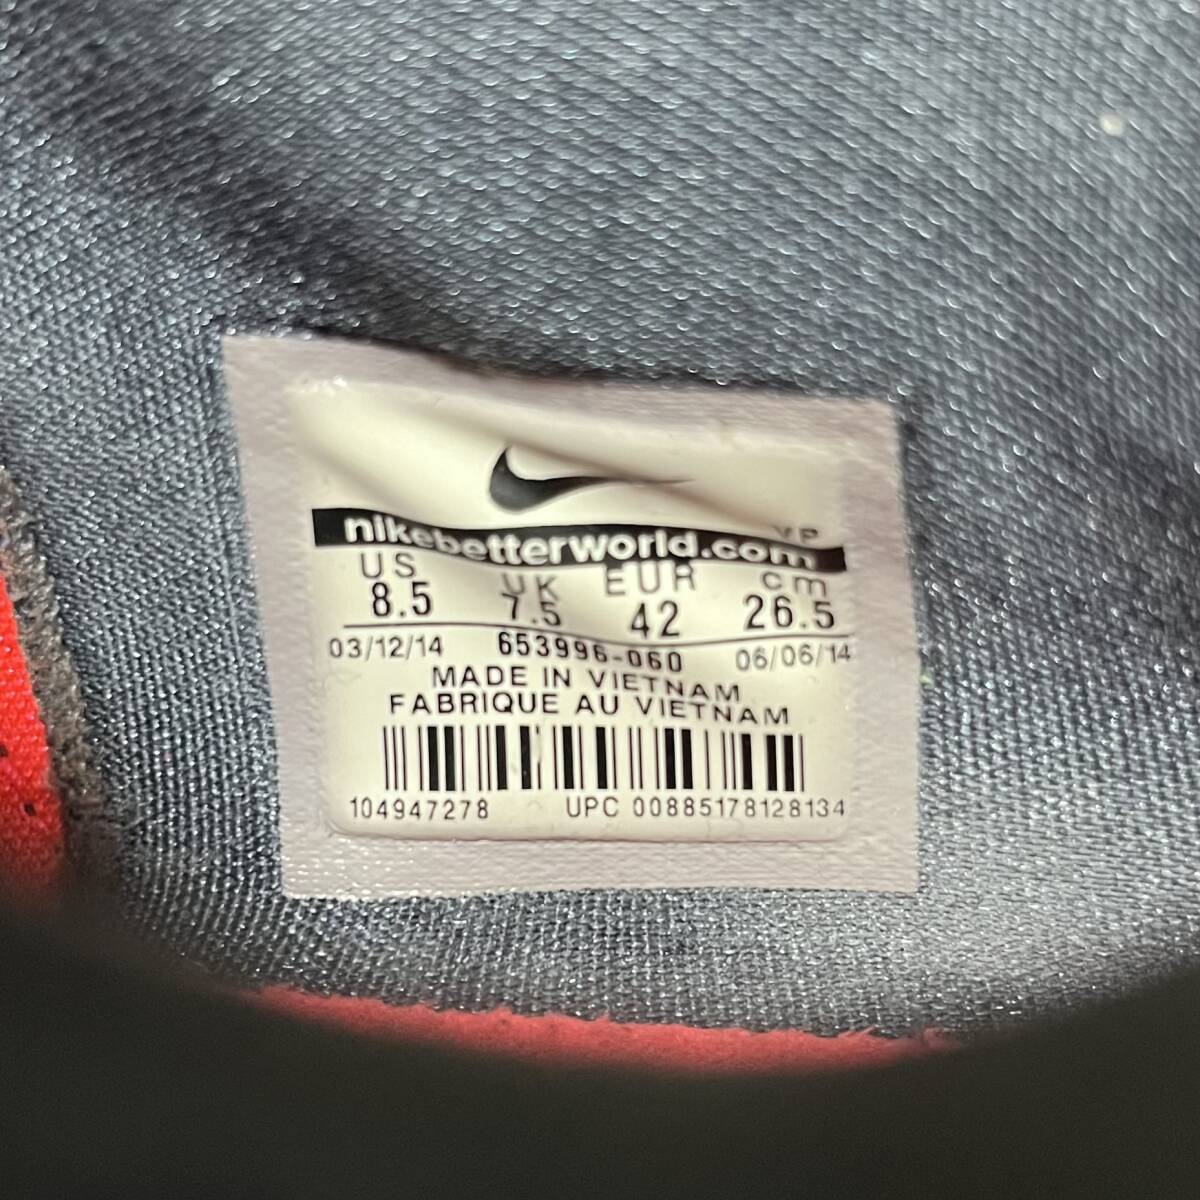 YP
nikebetterworld.com
US UK EUR cm
8.5 7.5 42 26.5
03/12/14 653996-060 06/06/14
MADE IN VIETNAM
FABRIQUE AU VIETNAM
104947278 UPC 00885178128134